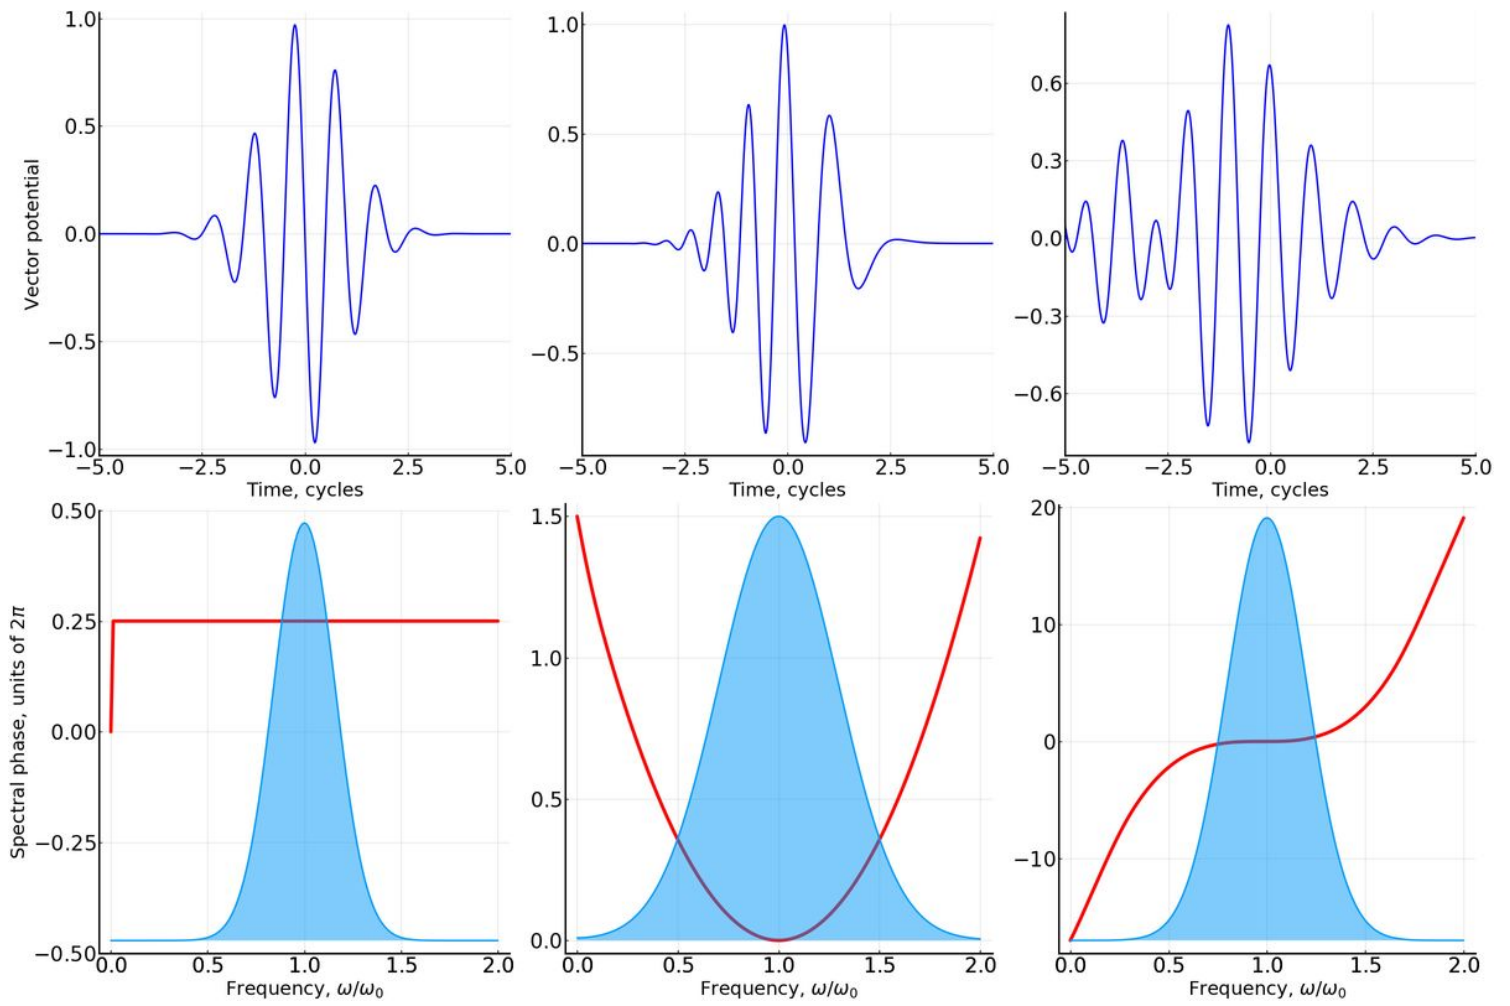 Vector potential
1.0
0.5
0.0
−0.5
−1.0
−5.0 −2.5 0.0 2.5 5.0
Time, cycles
1.0
0.5
0.0
−0.5
−5.0 −2.5 0.0 2.5 5.0
Time, cycles
0.6
0.3
0.0
−0.3
−0.6
−5.0 −2.5 0.0 2.5 5.0
Time, cycles
Spectral phase, units of 2π
0.50
0.25
0.00
−0.25
−0.50
0.0 0.5 1.0 1.5 2.0
Frequency, ω/ω₀
1.5
1.0
0.5
0.0
0.0 0.5 1.0 1.5 2.0
Frequency, ω/ω₀
20
10
0
−10
0.0 0.5 1.0 1.5 2.0
Frequency, ω/ω₀